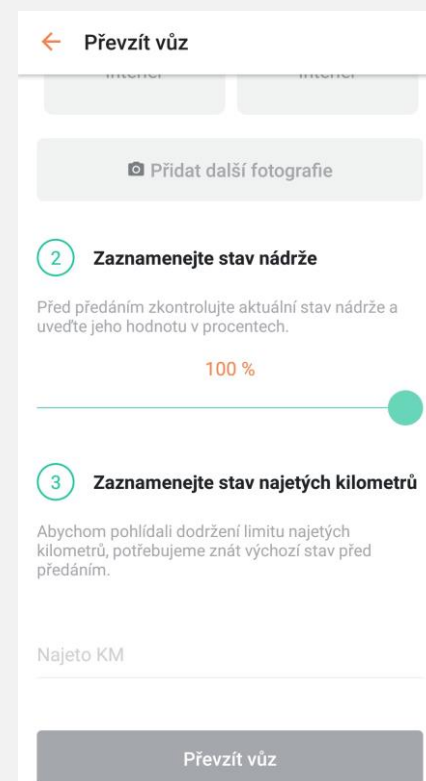 Převzít vůz
Interiér Interiér
Přidat další fotografie
2 Zaznamenejte stav nádrže
Před předáním zkontrolujte aktuální stav nádrže a
uveďte jeho hodnotu v procentech.
100 %
3 Zaznamenejte stav najetých kilometrů
Abychom pohlídali dodržení limitu najetých
kilometrů, potřebujeme znát výchozí stav před
předáním.
Najeto KM
Převzít vůz